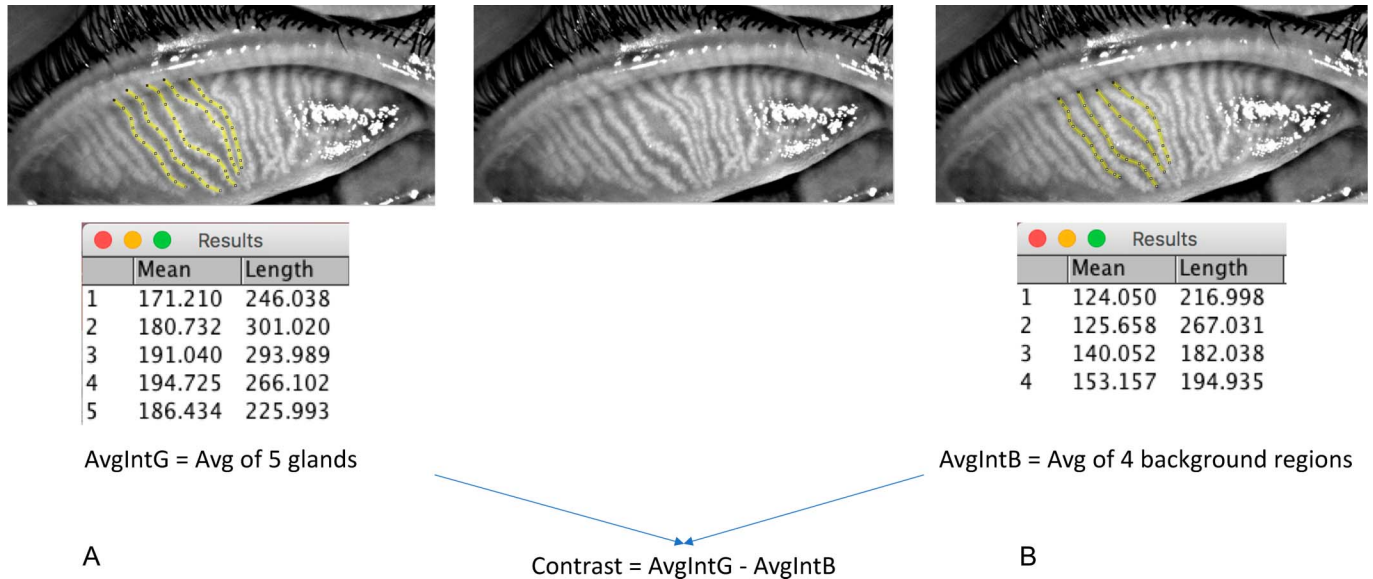 Results
Mean Length
1 171.210 246.038
2 180.732 301.020
3 191.040 293.989
4 194.725 266.102
5 186.434 225.993
AvgIntG = Avg of 5 glands
A
Results
Mean Length
1 124.050 216.998
2 125.658 267.031
3 140.052 182.038
4 153.157 194.935
AvgIntB = Avg of 4 background regions
B
Contrast = AvgIntG - AvgIntB